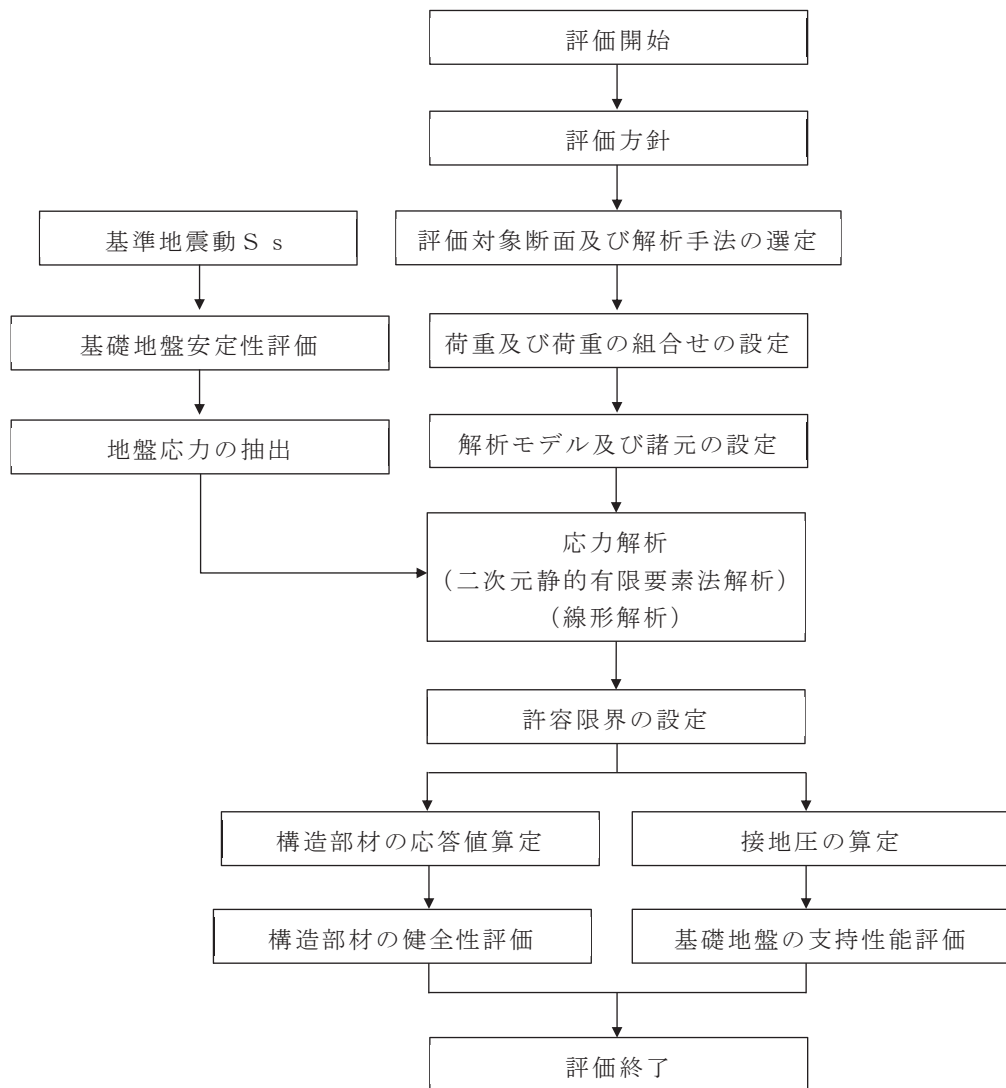 評価開始
評価方針
基準地震動Ｓｓ
評価対象断面及び解析手法の選定
基礎地盤安定性評価
荷重及び荷重の組合せの設定
地盤応力の抽出
解析モデル及び諸元の設定
応力解析
（二次元静的有限要素法解析）
（線形解析）
許容限界の設定
構造部材の応答値算定
接地圧の算定
構造部材の健全性評価
基礎地盤の支持性能評価
評価終了